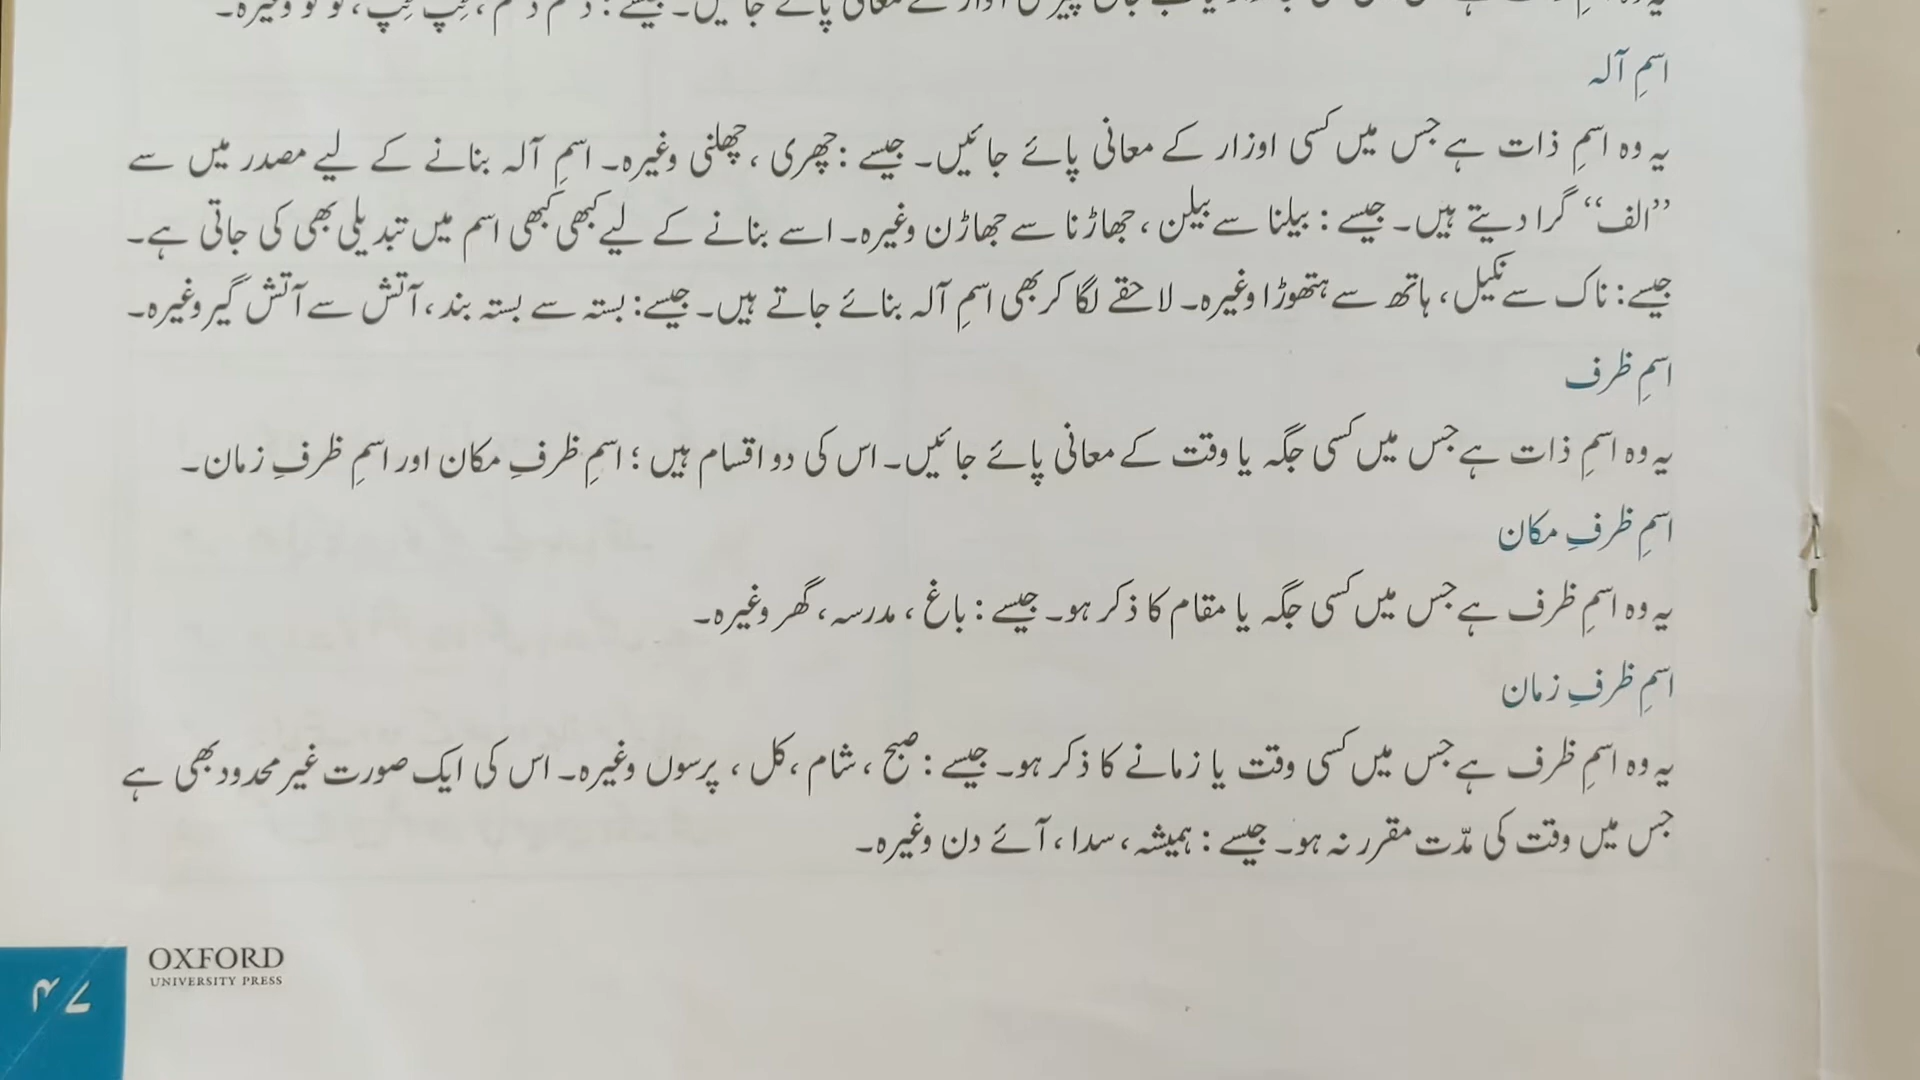 معانی پائے جائیں۔ جیسے: ٹپ ٹپ، کوکو وغیرہ۔
اسمِ آلہ
یہ وہ اسمِ ذات ہے جس میں کسی اوزار کے معانی پائے جائیں۔ جیسے: چھری، چھلنی وغیرہ۔ اسمِ آلہ بنانے کے لیے مصدر میں سے
”الف“ گرا دیتے ہیں۔ جیسے: بیلنا سے بیلن، جھاڑنا سے جھاڑن وغیرہ۔ اسے بنانے کے لیے کبھی کبھی اسم میں تبدیلی بھی کی جاتی ہے۔
جیسے: ناک سے نکیل، ہاتھ سے ہتھوڑا وغیرہ۔ لاحقے لگا کر بھی اسمِ آلہ بنائے جاتے ہیں۔ جیسے: بستہ سے بستہ بند، آتش سے آتش گیر وغیرہ۔
اسمِ ظرف
یہ وہ اسمِ ذات ہے جس میں کسی جگہ یا وقت کے معانی پائے جائیں۔ اس کی دو اقسام ہیں؛ اسمِ ظرفِ مکان اور اسمِ ظرفِ زمان۔
اسمِ ظرفِ مکان
یہ وہ اسمِ ظرف ہے جس میں کسی جگہ یا مقام کا ذکر ہو۔ جیسے: باغ، مدرسہ، گھر وغیرہ۔
اسمِ ظرفِ زمان
یہ وہ اسمِ ظرف ہے جس میں کسی وقت یا زمانے کا ذکر ہو۔ جیسے: صبح، شام، کل، پرسوں وغیرہ۔ اس کی ایک صورت غیر محدود بھی ہے
جس میں وقت کی مدّت مقرر نہ ہو۔ جیسے: ہمیشہ، سدا، آئے دن وغیرہ۔
OXFORD
UNIVERSITY PRESS
۴۷